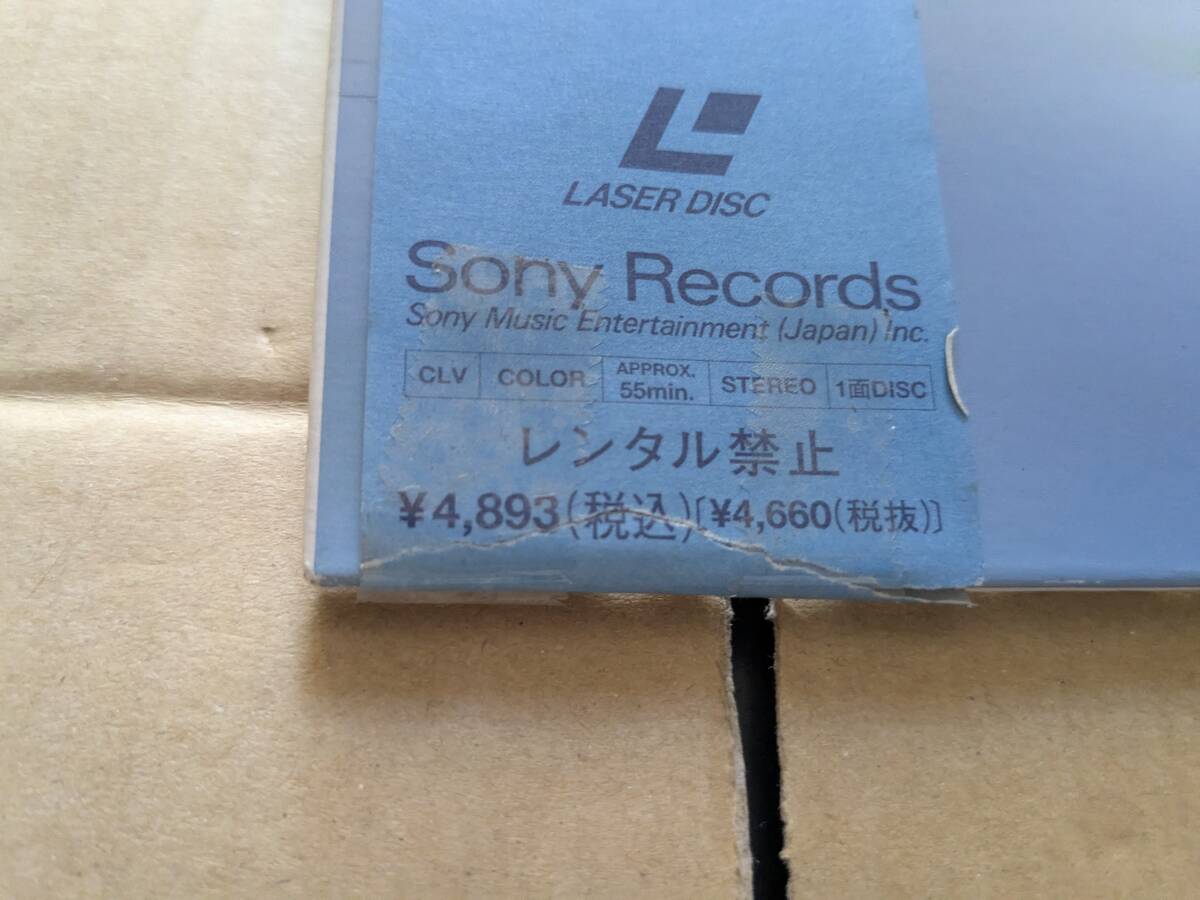 LASER DISC
Sony Records
Sony Music Entertainment (Japan) Inc.
CLV COLOR APPROX. 55min. STEREO 1面DISC
レンタル禁止
¥4,893(税込)[¥4,660(税抜)]